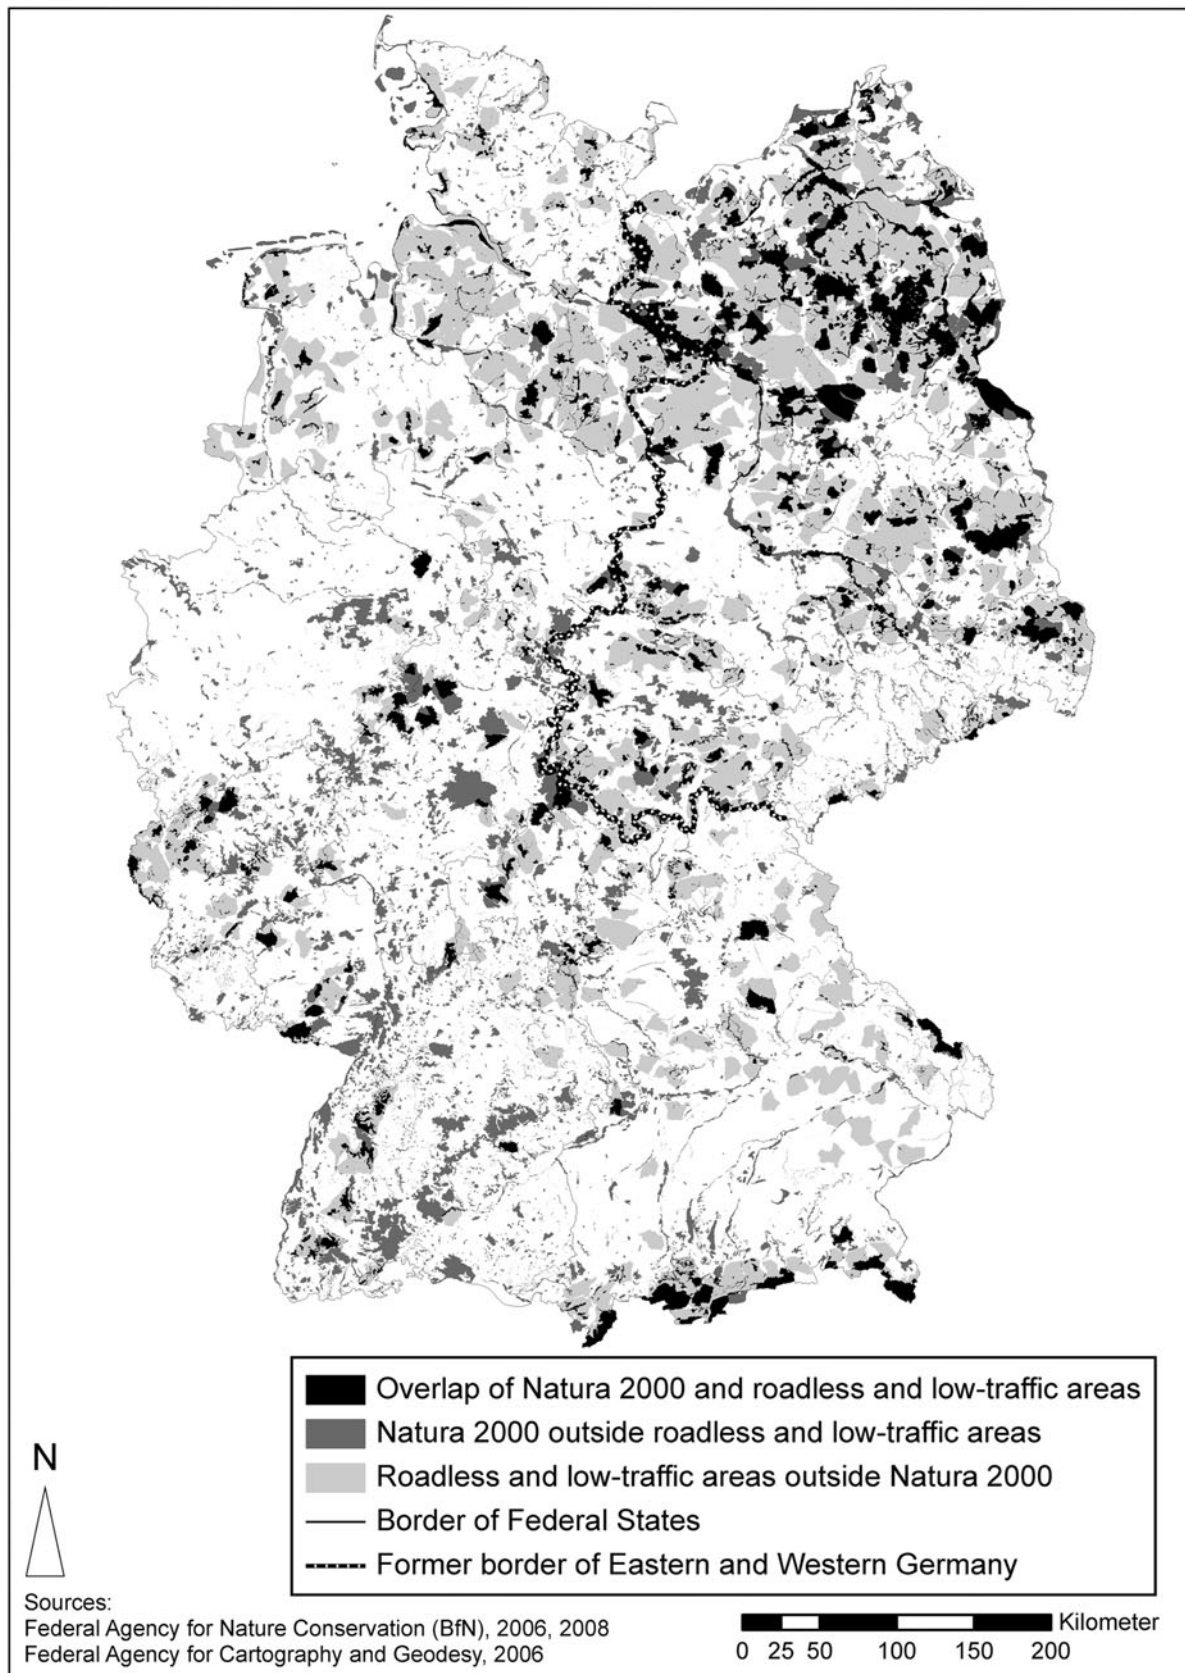 Overlap of Natura 2000 and roadless and low-traffic areas
Natura 2000 outside roadless and low-traffic areas
Roadless and low-traffic areas outside Natura 2000
Border of Federal States
Former border of Eastern and Western Germany
N
Sources:
Federal Agency for Nature Conservation (BfN), 2006, 2008
Federal Agency for Cartography and Geodesy, 2006
Kilometer
0 25 50 100 150 200